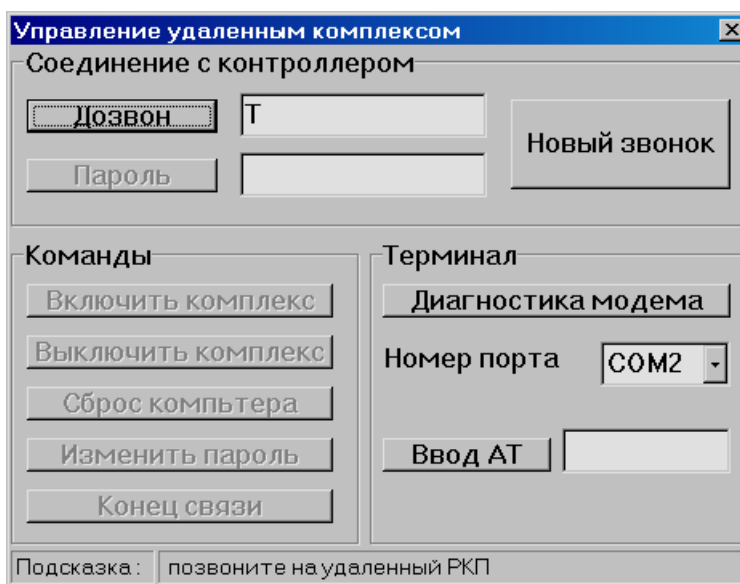 Управление удаленным комплексом
Соединение с контроллером
Дозвон
Т
Новый звонок
Пароль
Команды
Включить комплекс
Выключить комплекс
Сброс компьтера
Изменить пароль
Конец связи
Терминал
Диагностика модема
Номер порта
COM2
Ввод АТ
Подсказка: позвоните на удаленный РКП